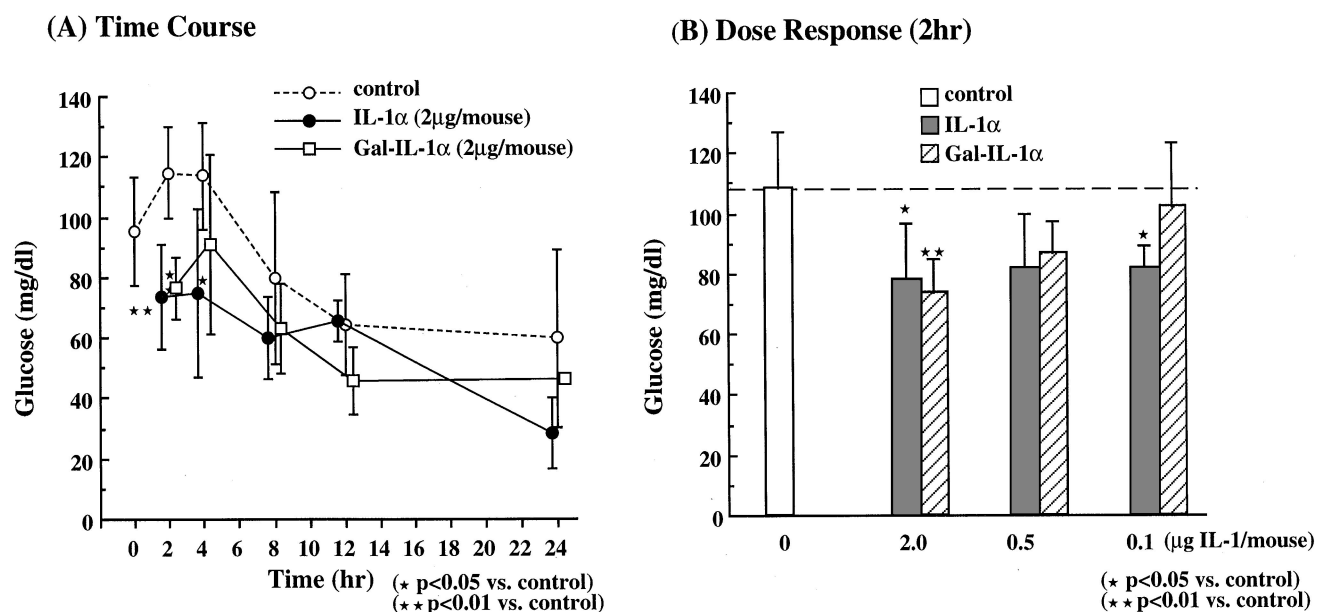 (A) Time Course
140
120
100
80
60
40
20
0
Glucose (mg/dl)
control
IL-1α (2μg/mouse)
Gal-IL-1α (2μg/mouse)
★★
★
★
★
0 2 4 6 8 10 12 14 16 18 20 22 24
Time (hr)
(★ p<0.05 vs. control)
(★★ p<0.01 vs. control)
(B) Dose Response (2hr)
140
120
100
80
60
40
20
0
Glucose (mg/dl)
control
IL-1α
Gal-IL-1α
★
★★
★
0 2.0 0.5 0.1 (μg IL-1/mouse)
(★ p<0.05 vs. control)
(★★ p<0.01 vs. control)